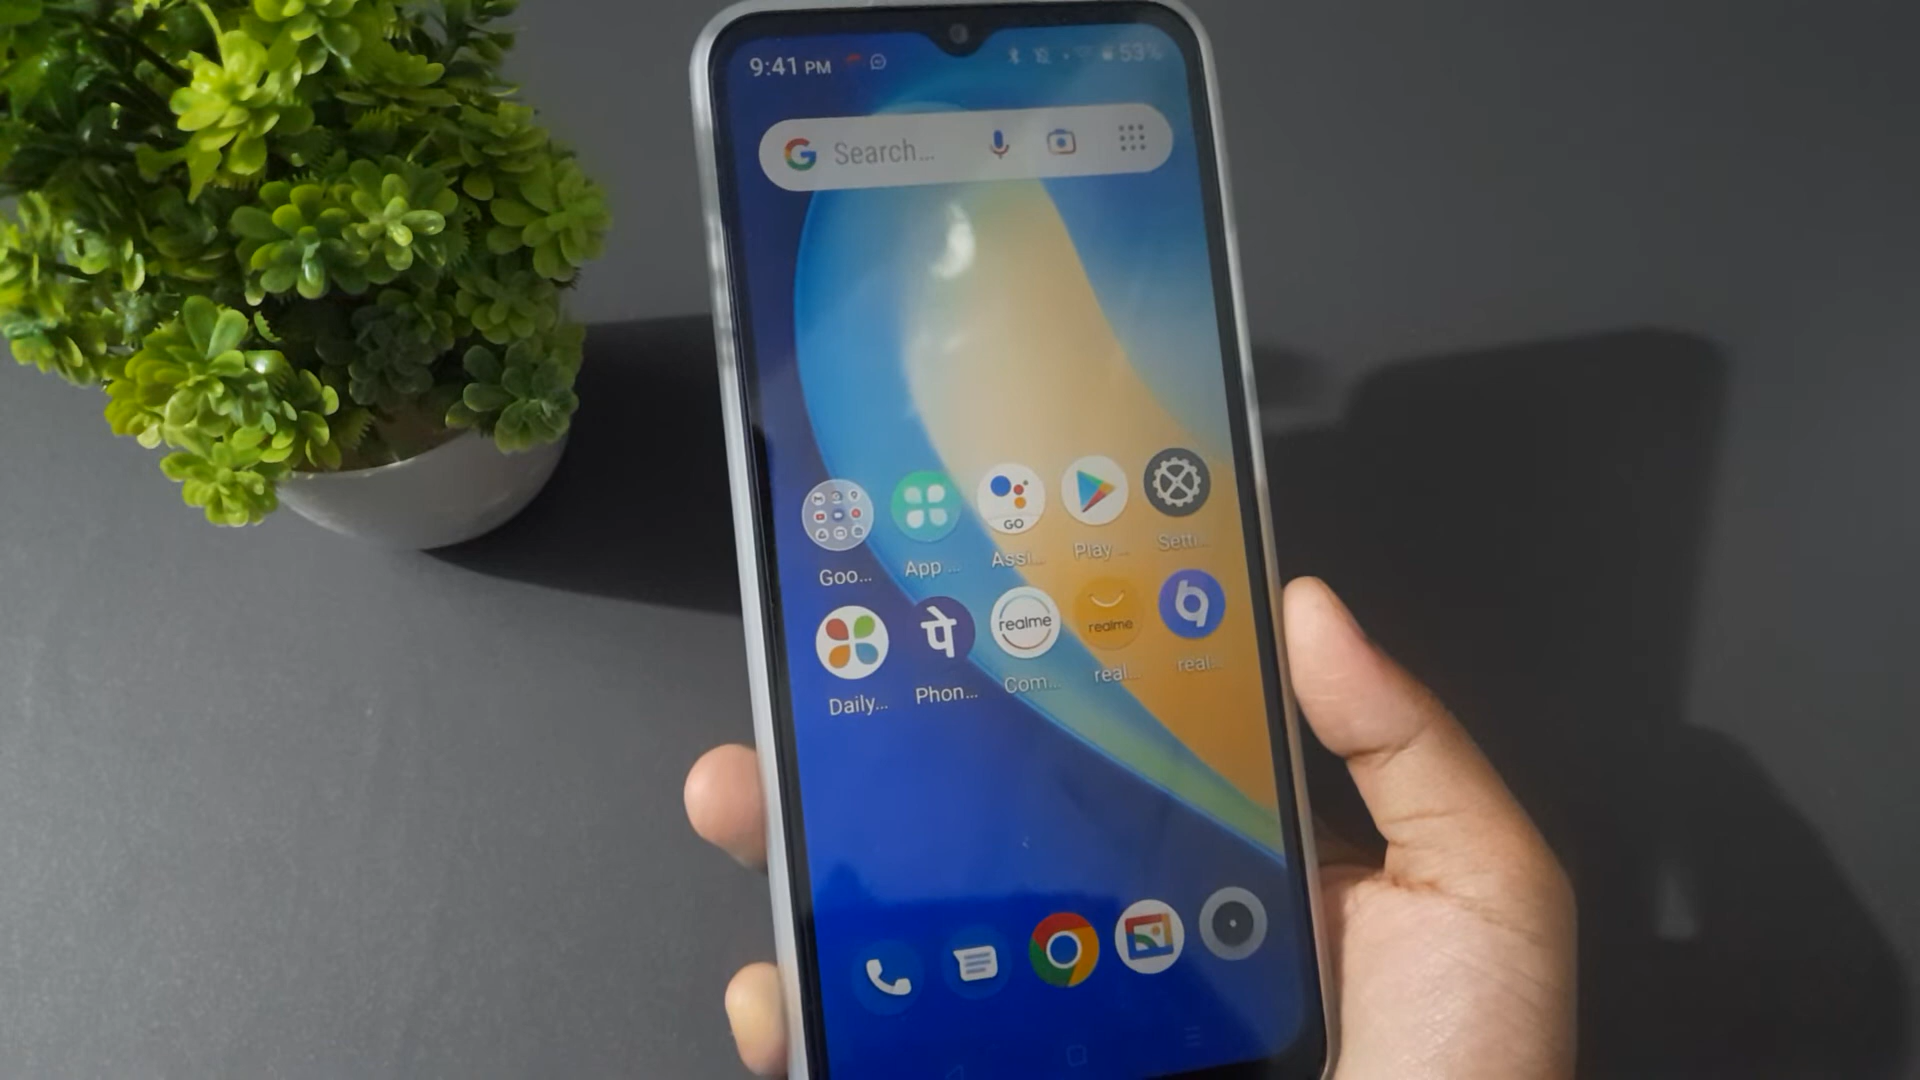 9:41 PM 53%
Search...
GO
Goo... App ... Assi... Play ... Setti...
पे realme realme
Daily... Phon... Com... real... real...